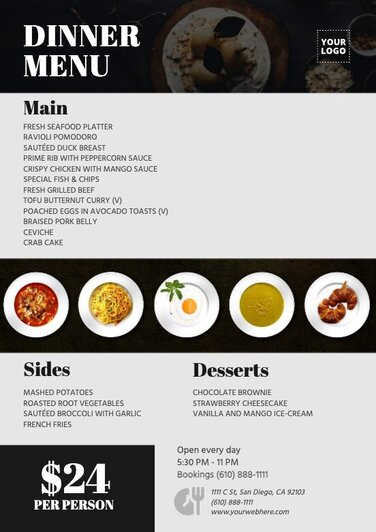 DINNER
MENU
YOUR
LOGO
Main
FRESH SEAFOOD PLATTER
RAVIOLI POMODORO
SAUTÉED DUCK BREAST
PRIME RIB WITH PEPPERCORN SAUCE
CRISPY CHICKEN WITH MANGO SAUCE
SPECIAL FISH & CHIPS
FRESH GRILLED BEEF
TOFU BUTTERNUT CURRY (V)
POACHED EGGS IN AVOCADO TOASTS (V)
BRAISED PORK BELLY
CEVICHE
CRAB CAKE
Sides
MASHED POTATOES
ROASTED ROOT VEGETABLES
SAUTÉED BROCCOLI WITH GARLIC
FRENCH FRIES
Desserts
CHOCOLATE BROWNIE
STRAWBERRY CHEESECAKE
VANILLA AND MANGO ICE-CREAM
$24
PER PERSON
Open every day
5:30 PM - 11 PM
Bookings (610) 888-1111
1111 C St, San Diego, CA 92103
(610) 888-1111
www.yourwebhere.com